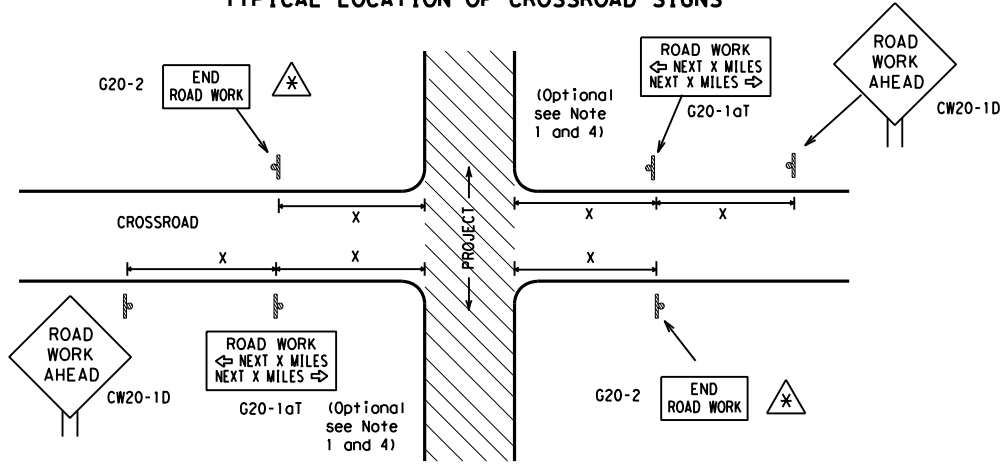 TYPICAL LOCATION OF CROSSROAD SIGNS
G20-2
END
ROAD WORK
*
(Optional
see Note
1 and 4)
ROAD WORK
⇦ NEXT X MILES
NEXT X MILES ⇨
G20-1aT
ROAD
WORK
AHEAD
CW20-1D
CROSSROAD
X
X
X
PROJECT
X
X
X
ROAD
WORK
AHEAD
CW20-1D
ROAD WORK
⇦ NEXT X MILES
NEXT X MILES ⇨
G20-1aT
(Optional
see Note
1 and 4)
G20-2
END
ROAD WORK
*